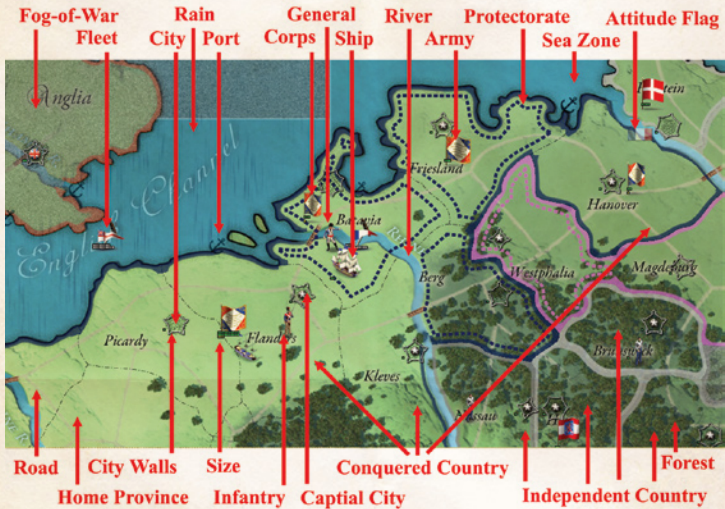 Fog-of-War
Rain
General
River
Protectorate
Attitude Flag
Fleet
City
Port
Corps
Ship
Army
Sea Zone
Anglia
English Channel
Friesland
Hanover
Batavia
Berg
Westphalia
Magdeburg
Picardy
Flanders
Kleves
Brunswick
Nassau
Road
City Walls
Size
Conquered Country
Forest
Home Province
Infantry
Captial City
Independent Country